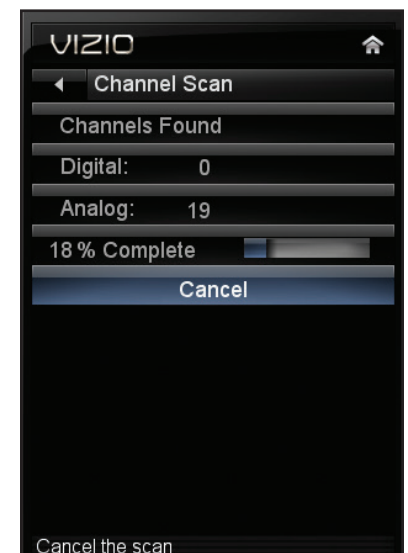 VIZIO
Channel Scan
Channels Found
Digital: 0
Analog: 19
18 % Complete
Cancel
Cancel the scan